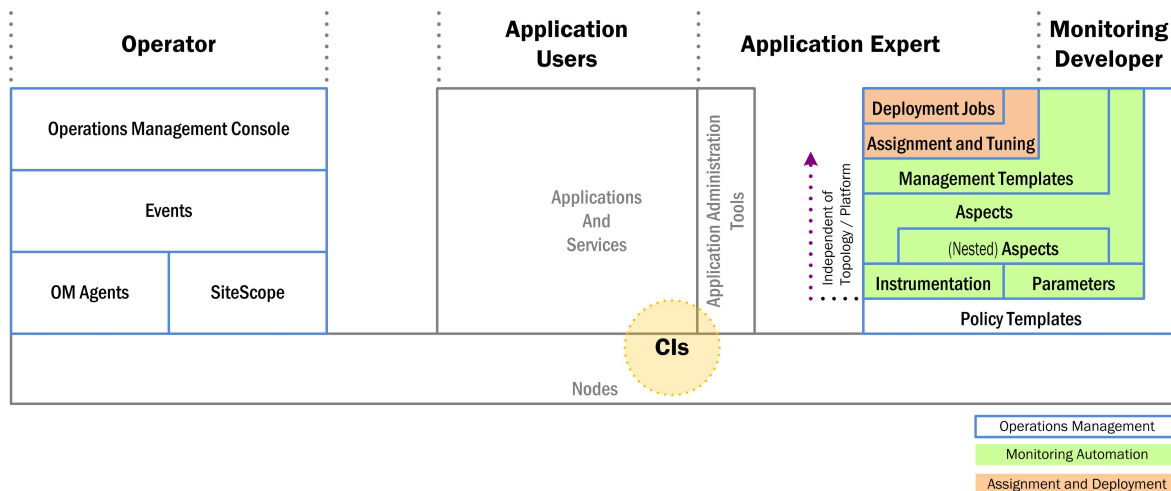 Operator
Application
Users
Application Expert
Monitoring
Developer
Operations Management Console
Events
OM Agents
SiteScope
Applications
And
Services
Application Administration
Tools
Independent of
Topology / Platform
Deployment Jobs
Assignment and Tuning
Management Templates
Aspects
(Nested) Aspects
Instrumentation
Parameters
Policy Templates
CIs
Nodes
Operations Management
Monitoring Automation
Assignment and Deployment